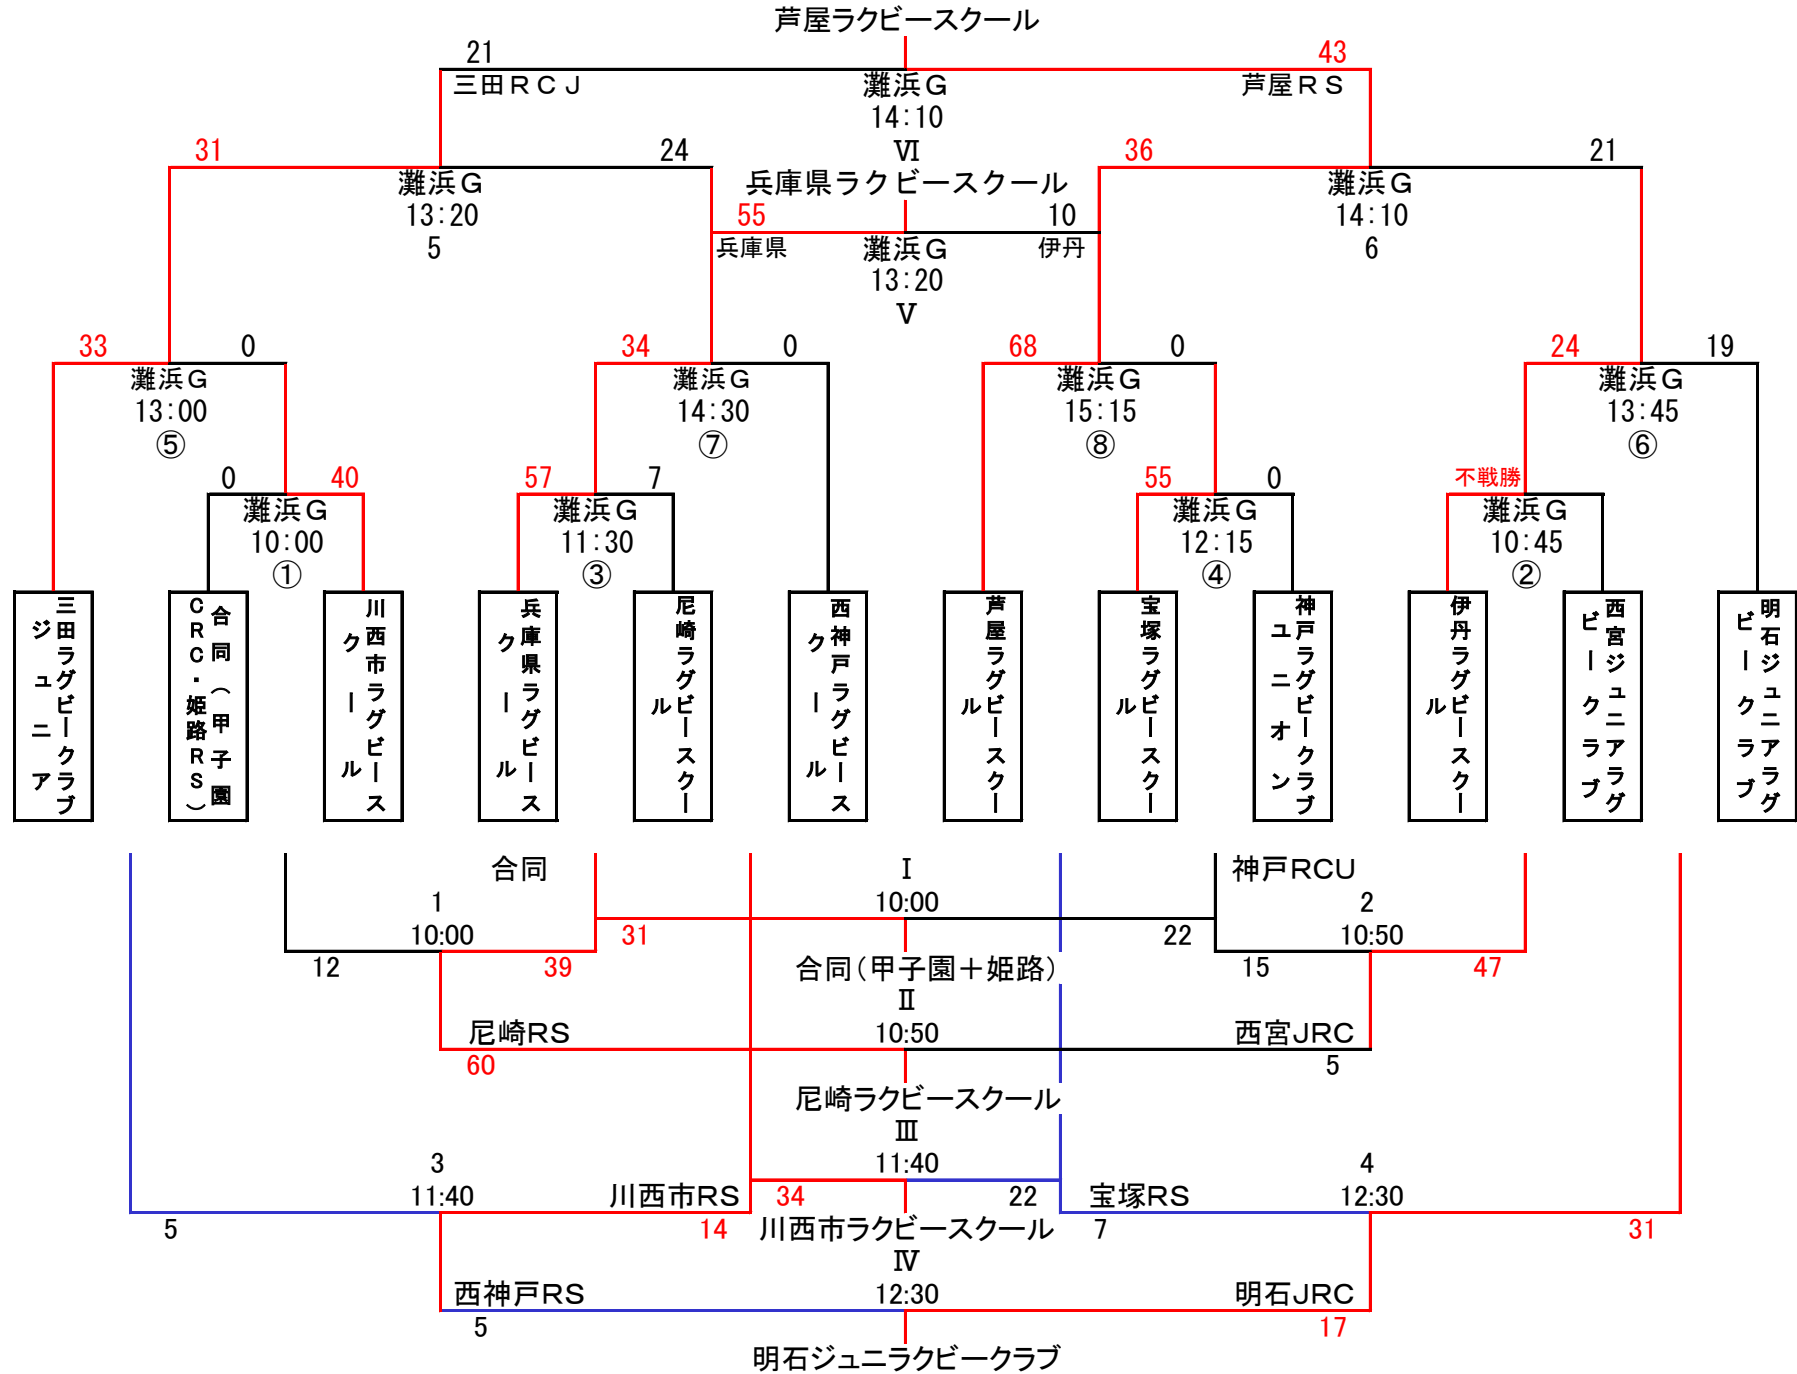 芦屋ラクビースクール
21
43
三田RCJ
灘浜G
芦屋RS
14:10
31
24
Ⅵ
36
21
灘浜G
兵庫県ラクビースクール
灘浜G
13:20
55
10
14:10
5
兵庫県
灘浜G
伊丹
6
13:20
Ⅴ
33
0
34
0
68
0
24
19
灘浜G
灘浜G
灘浜G
灘浜G
13:00
14:30
15:15
13:45
⑤
⑦
⑧
⑥
0
40
57
7
55
0
不戦勝
灘浜G
灘浜G
灘浜G
灘浜G
10:00
11:30
12:15
10:45
①
③
④
②
三田ラグビークラブ
ジュニア
合同(甲子園
CRC・姫路RS)
川西市ラグビース
クール
兵庫県ラグビース
クール
尼崎ラグビースクー
ル
西神戸ラグビース
クール
芦屋ラグビースクー
ル
宝塚ラグビースクー
ル
神戸ラグビークラブ
ユニオン
伊丹ラグビースクー
ル
西宮ジュニアラグ
ビークラブ
明石ジュニアラグ
ビークラブ
合同
Ⅰ
神戸RCU
1
10:00
2
10:00
31
22
10:50
12
39
合同(甲子園+姫路)
15
47
Ⅱ
尼崎RS
10:50
西宮JRC
60
5
尼崎ラクビースクール
Ⅲ
3
11:40
4
11:40
川西市RS
34
22
宝塚RS
12:30
5
14
川西市ラクビースクール
7
31
Ⅳ
西神戸RS
12:30
明石JRC
5
17
明石ジュニラクビークラブ